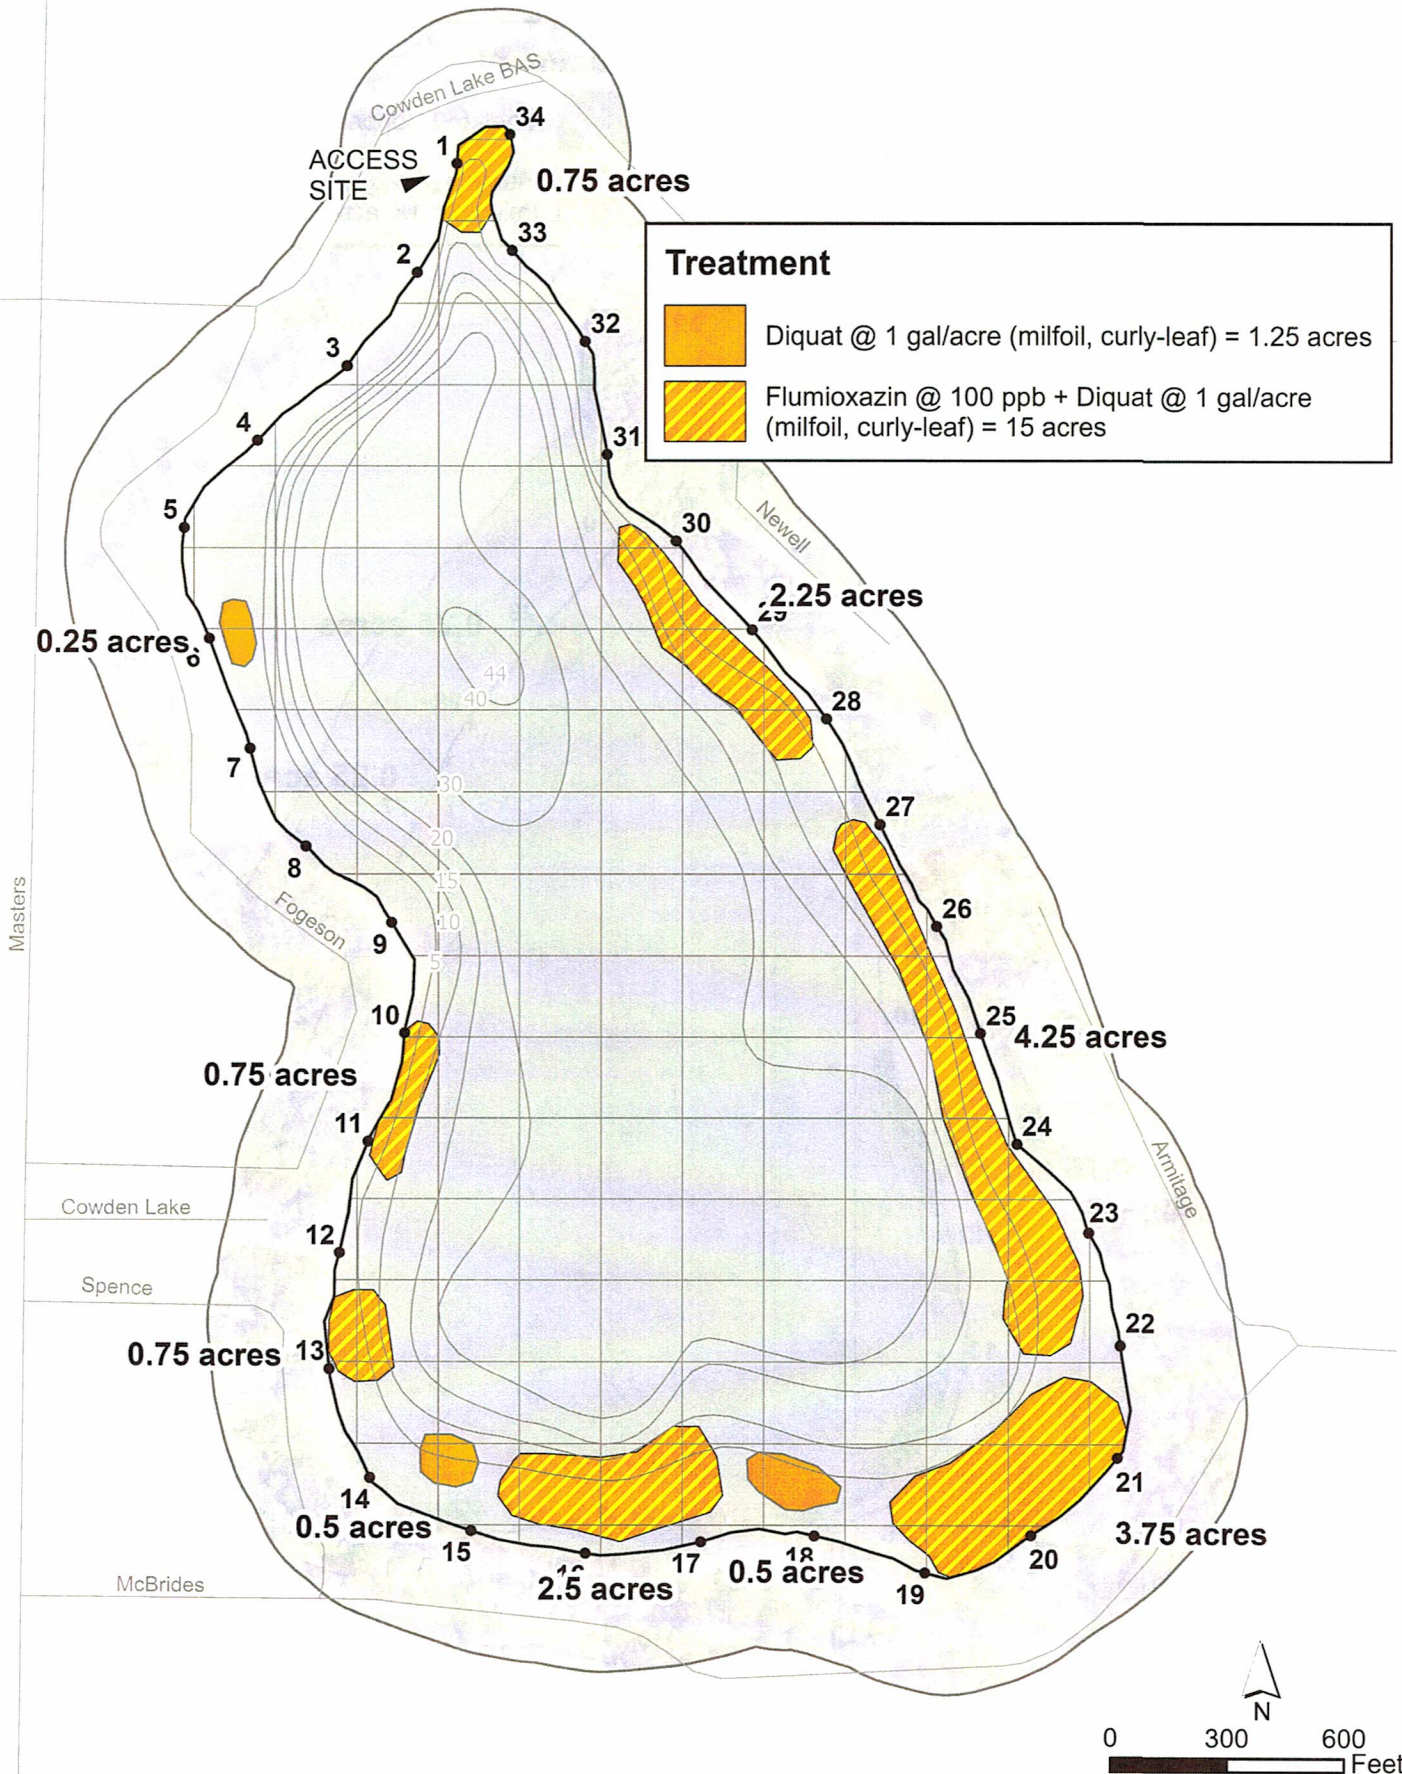 Cowden Lake BAS
34
1
ACCESS
SITE
0.75 acres
33
2
Treatment
Diquat @ 1 gal/acre (milfoil, curly-leaf) = 1.25 acres
Flumioxazin @ 100 ppb + Diquat @ 1 gal/acre
(milfoil, curly-leaf) = 15 acres
32
3
4
31
5
30
Newell
29
2.25 acres
0.25 acres
6
44
40
28
7
30
27
20
8
15
Masters
Fogeson
10
26
9
5
10
25
4.25 acres
0.75 acres
11
24
Armitage
Cowden Lake
12
23
Spence
22
0.75 acres
13
14
21
0.5 acres
15
16
17
18
20
3.75 acres
2.5 acres
0.5 acres
19
McBrides
N
0 300 600
Feet